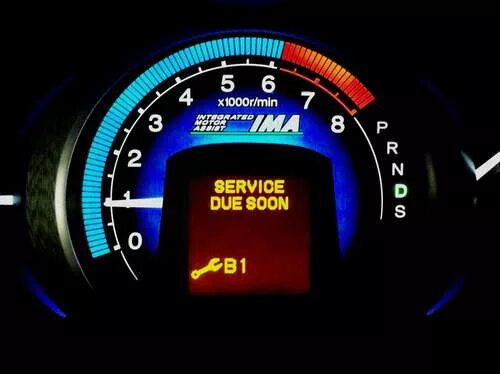 0
1
2
3
4
5
6
7
8
x1000r/min
INTEGRATED
MOTOR
ASSIST
IMA
P
R
N
D
S
SERVICE
DUE SOON
B1